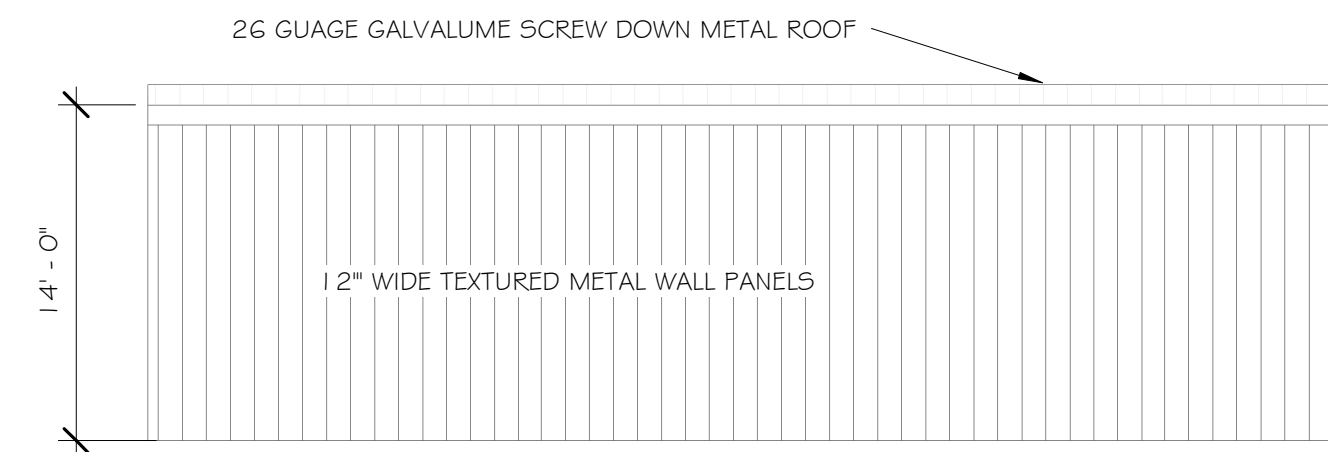 26 GUAGE GALVALUME SCREW DOWN METAL ROOF
14' - 0"
12"' WIDE TEXTURED METAL WALL PANELS